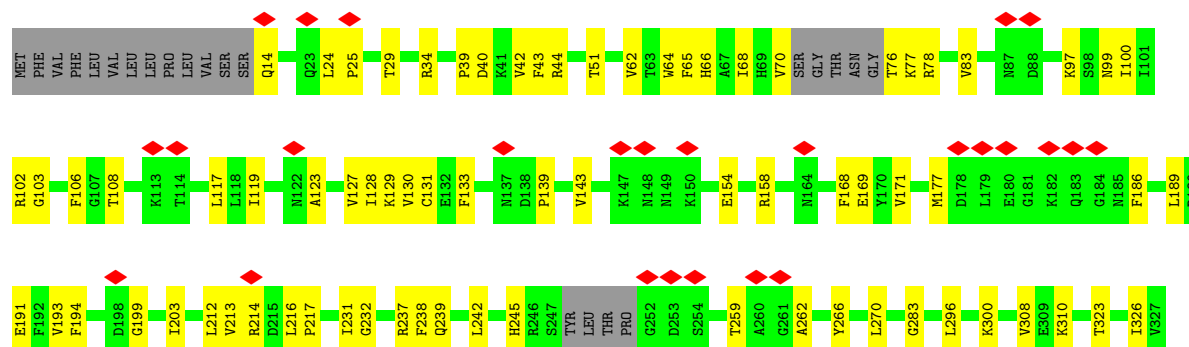 MET PHE VAL PHE LEU VAL LEU LEU PRO LEU VAL SER SER Q14 Q23 L24 P25 T29 R34 P39 D40 K41 V42 F43 R44 T51 V62 T63 W64 F65 H66 A67 I68 H69 V70 SER GLY THR ASN GLY T76 K77 R78 V83 N87 D88 K97 S98 N99 I100 I101
R102 G103 F106 G107 T108 K113 T114 L117 L118 I119 N122 A123 V127 I128 K129 V130 C131 E132 F133 N137 D138 P139 V143 K147 N148 N149 K150 E154 R158 N164 F168 E169 Y170 V171 M177 D178 L179 E180 G181 K182 Q183 G184 N185 F186 L189
E191 F192 V193 F194 D198 G199 I203 L212 V213 R214 D215 L216 P217 I231 G232 R237 F238 Q239 L242 H245 R246 S247 TYR LEU THR PRO G252 D253 S254 T259 A260 G261 A262 Y266 L270 G283 L296 K300 V308 E309 K310 T323 I326 V327